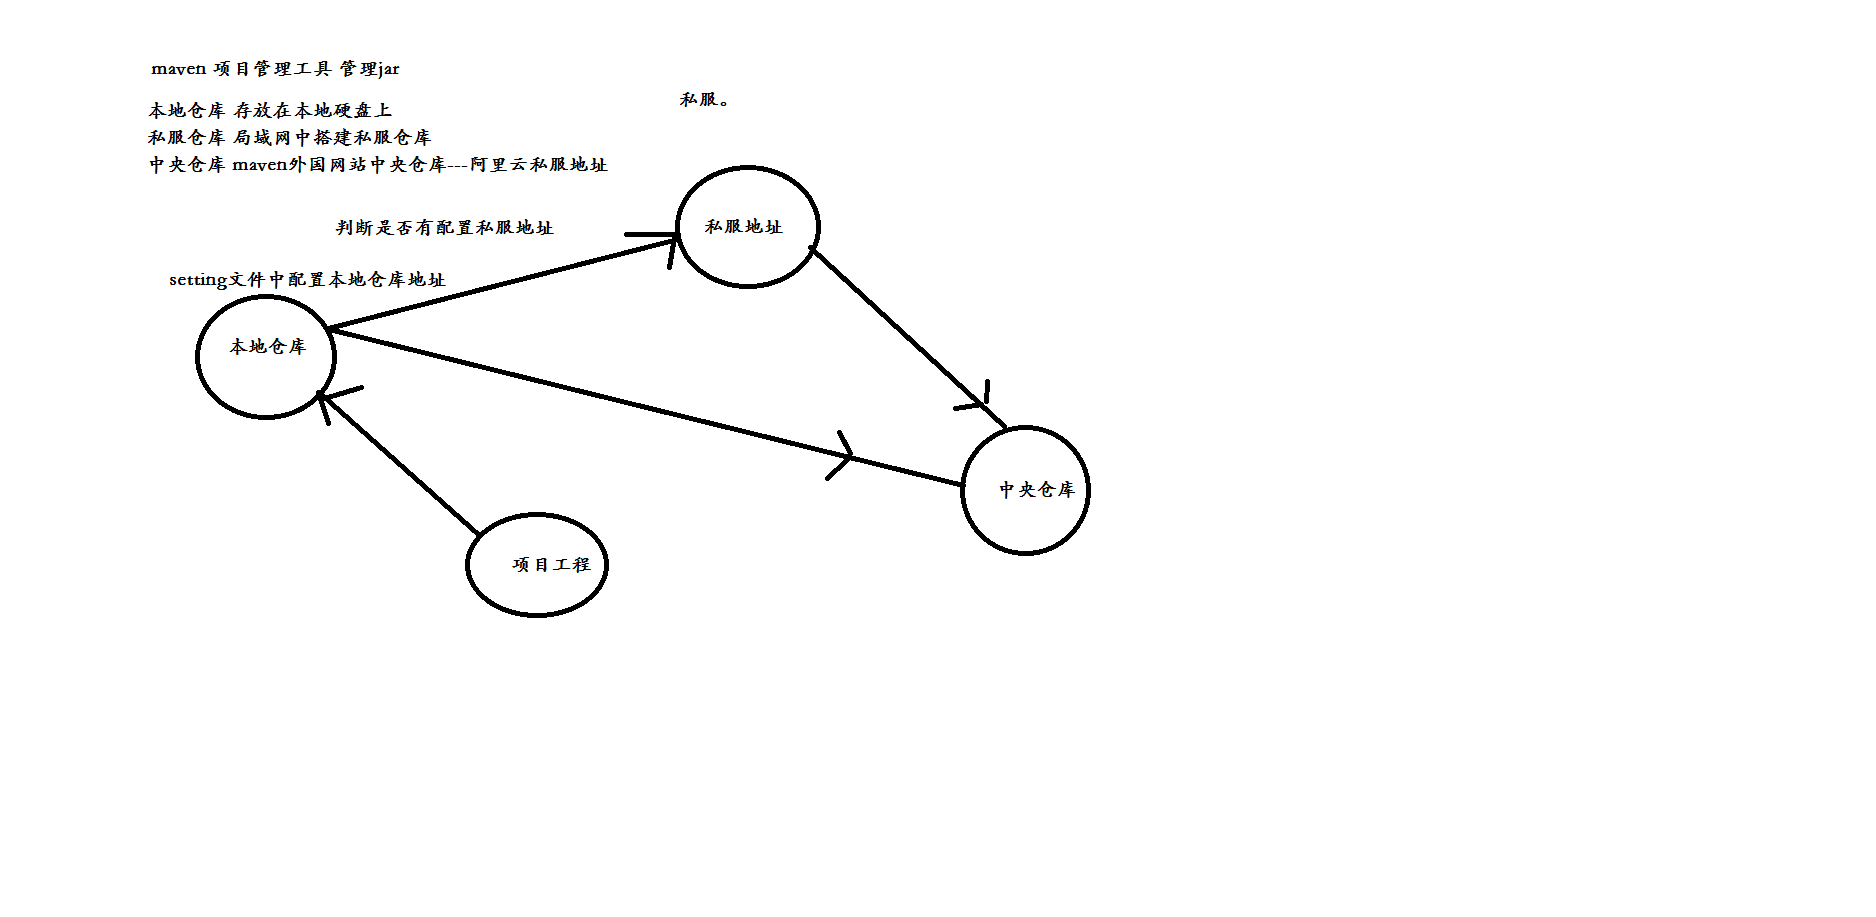 maven 项目管理工具 管理jar
本地仓库 存放在本地硬盘上
私服仓库 局域网中搭建私服仓库
中央仓库 maven外国网站中央仓库---阿里云私服地址
私服。
判断是否有配置私服地址
私服地址
setting文件中配置本地仓库地址
本地仓库
中央仓库
项目工程